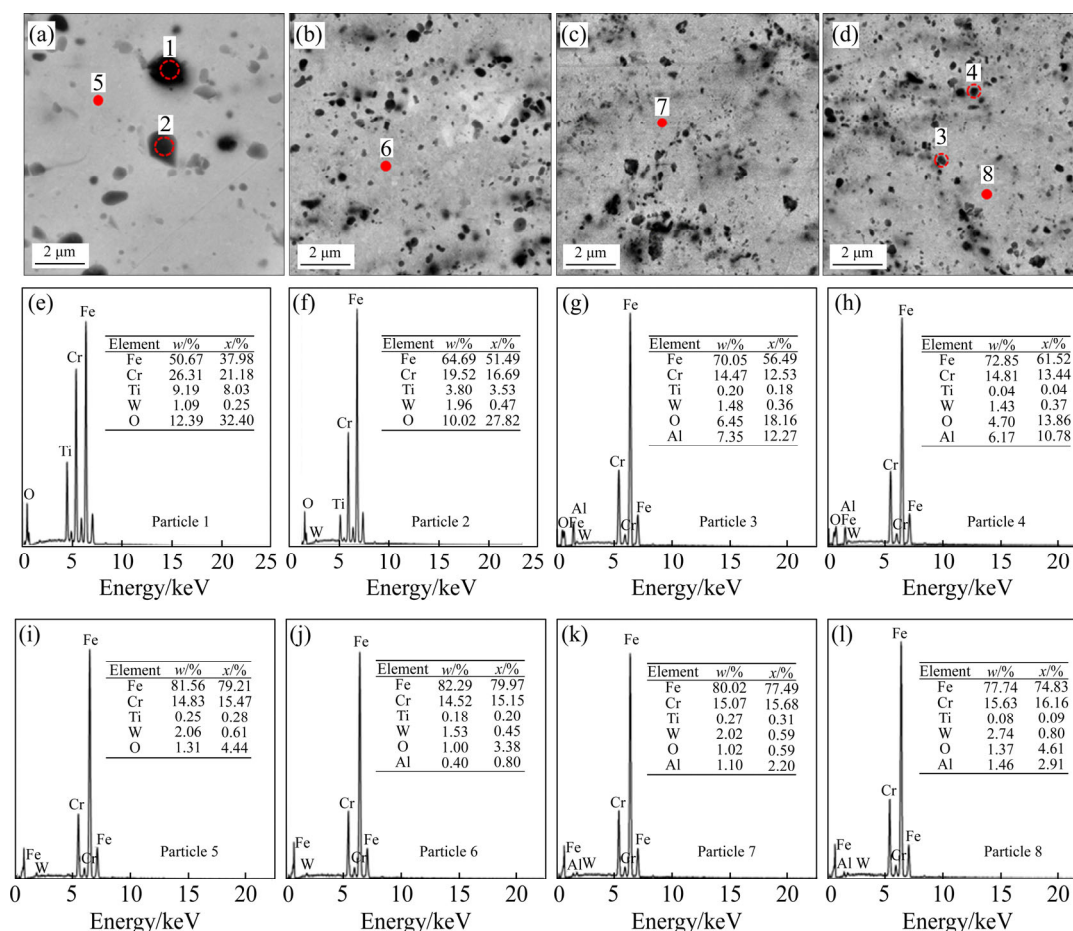 (a)
1
5
2
2 μm
(b)
6
2 μm
(c)
7
2 μm
(d)
4
3
8
2 μm
(e)
Fe
Cr
Ti
O
Element w/% x/%
Fe 50.67 37.98
Cr 26.31 21.18
Ti 9.19 8.03
W 1.09 0.25
O 12.39 32.40
Particle 1
0 5 10 15 20 25
Energy/keV
(f)
Fe
Cr
O
W
Ti
Element w/% x/%
Fe 64.69 51.49
Cr 19.52 16.69
Ti 3.80 3.53
W 1.96 0.47
O 10.02 27.82
Particle 2
0 5 10 15 20 25
Energy/keV
(g)
Fe
Cr
Al
O Fe
W
Cr
Fe
Element w/% x/%
Fe 70.05 56.49
Cr 14.47 12.53
Ti 0.20 0.18
W 1.48 0.36
O 6.45 18.16
Al 7.35 12.27
Particle 3
0 5 10 15 20
Energy/keV
(h)
Fe
Cr
Al
O Fe
W
Cr
Fe
Element w/% x/%
Fe 72.85 61.52
Cr 14.81 13.44
Ti 0.04 0.04
W 1.43 0.37
O 4.70 13.86
Al 6.17 10.78
Particle 4
0 5 10 15 20
Energy/keV
(i)
Fe
Cr
Fe
W
Cr
Fe
Element w/% x/%
Fe 81.56 79.21
Cr 14.83 15.47
Ti 0.25 0.28
W 2.06 0.61
O 1.31 4.44
Particle 5
0 5 10 15 20
Energy/keV
(j)
Fe
Cr
Fe
W
Cr
Fe
Element w/% x/%
Fe 82.29 79.97
Cr 14.52 15.15
Ti 0.18 0.20
W 1.53 0.45
O 1.00 3.38
Al 0.40 0.80
Particle 6
0 5 10 15 20
Energy/keV
(k)
Fe
Cr
Fe
Al W
Cr
Fe
Element w/% x/%
Fe 80.02 77.49
Cr 15.07 15.68
Ti 0.27 0.31
W 2.02 0.59
O 1.02 0.59
Al 1.10 2.20
Particle 7
0 5 10 15 20
Energy/keV
(l)
Fe
Cr
Fe
Al W
Cr
Fe
Element w/% x/%
Fe 77.74 74.83
Cr 15.63 16.16
Ti 0.08 0.09
W 2.74 0.80
O 1.37 4.61
Al 1.46 2.91
Particle 8
0 5 10 15 20
Energy/keV